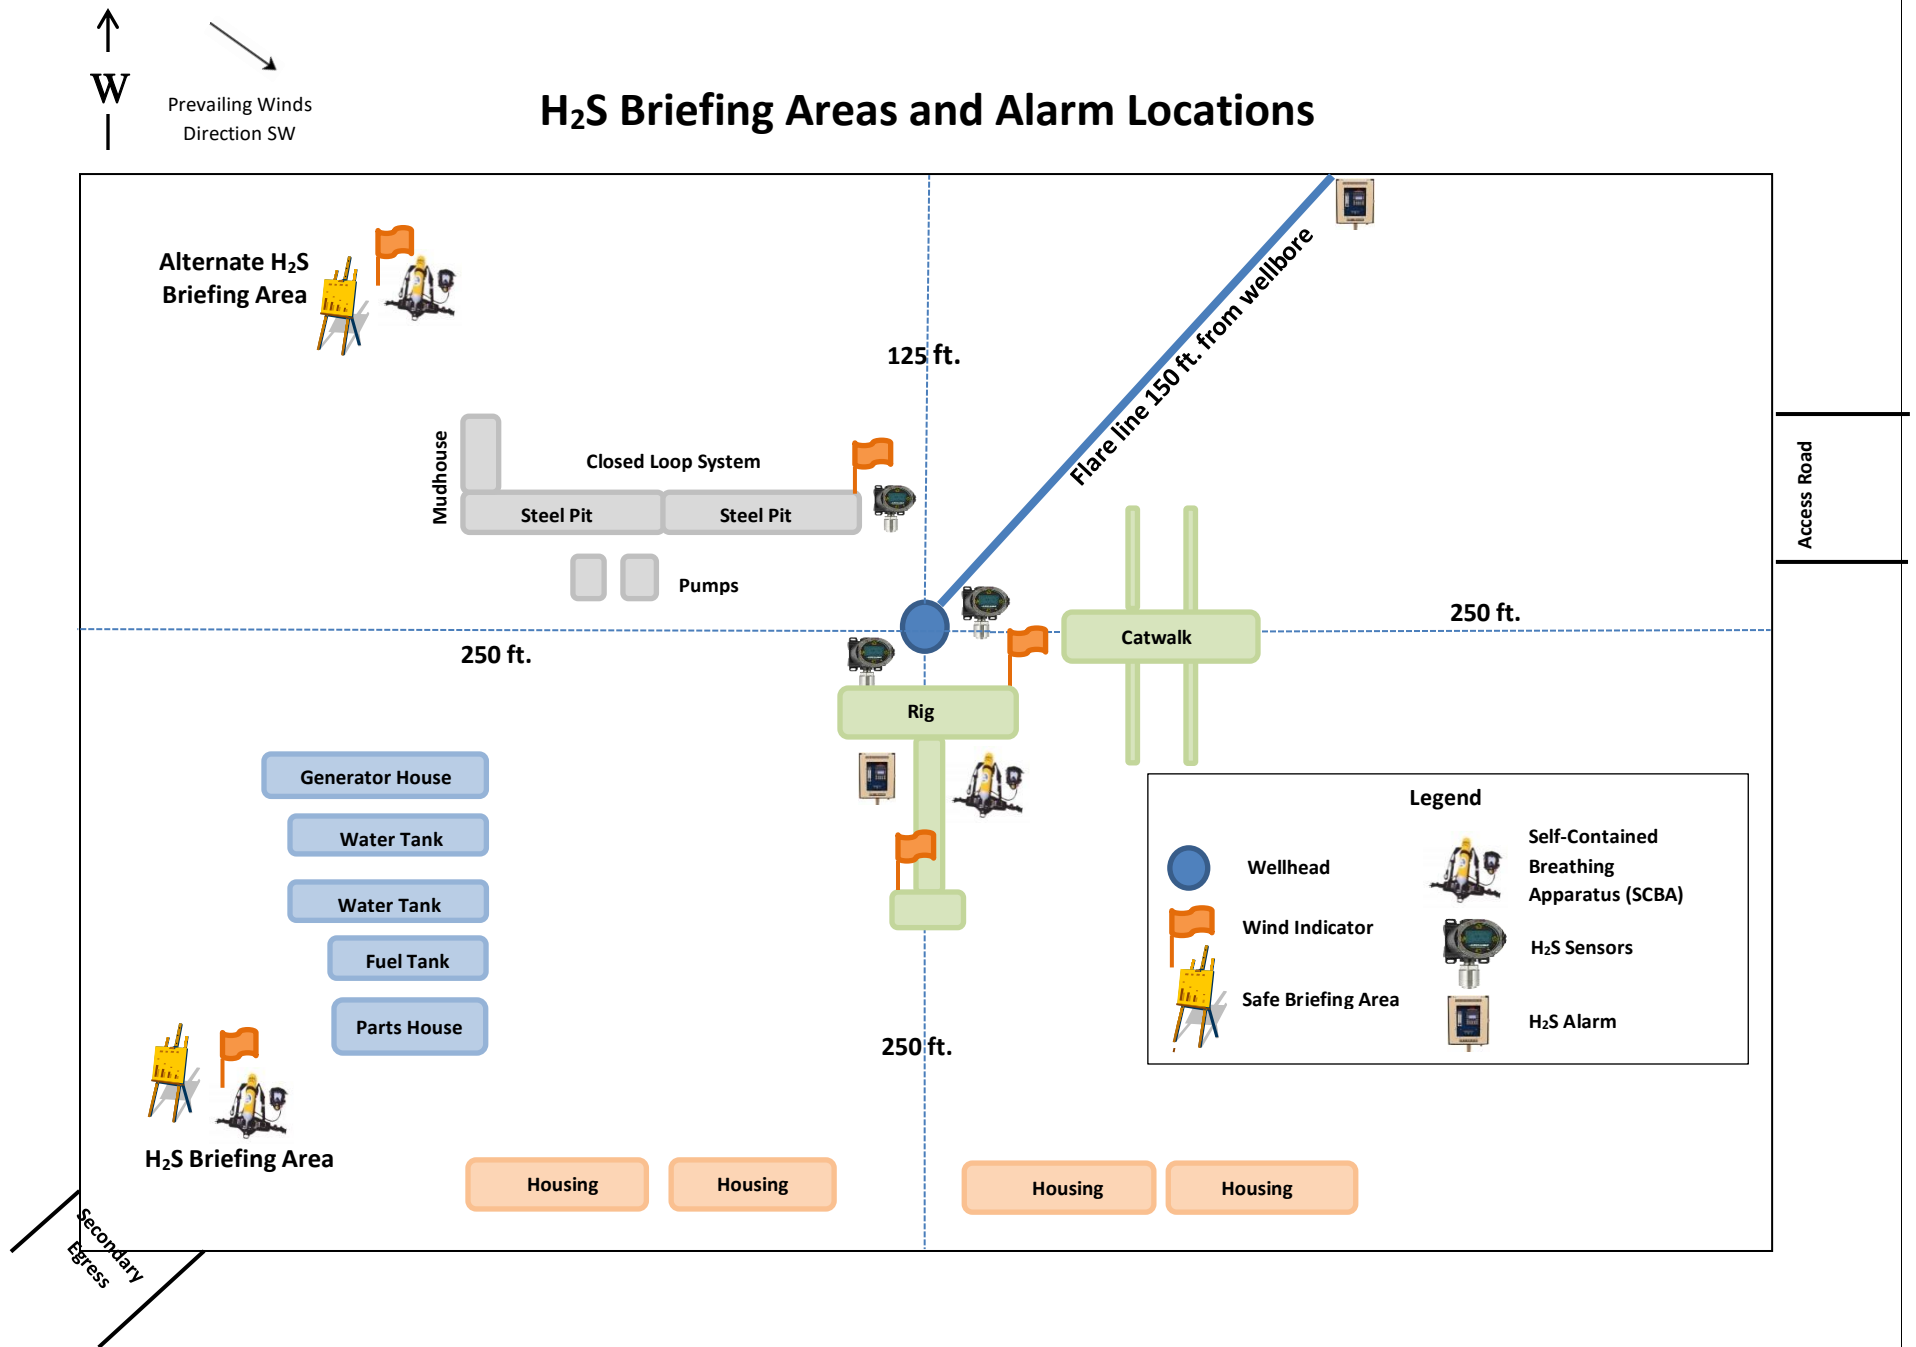 W
Prevailing Winds
Direction SW
H₂S Briefing Areas and Alarm Locations
Alternate H₂S
Briefing Area
125 ft.
Flare line 150 ft. from wellbore
Mudhouse
Closed Loop System
Steel Pit
Steel Pit
Pumps
Access Road
250 ft.
250 ft.
Catwalk
Rig
Generator House
Water Tank
Water Tank
Fuel Tank
Parts House
250 ft.
Legend
Wellhead
Wind Indicator
Safe Briefing Area
Self-Contained
Breathing
Apparatus (SCBA)
H₂S Sensors
H₂S Alarm
H₂S Briefing Area
Housing
Housing
Housing
Housing
Secondary
Egress